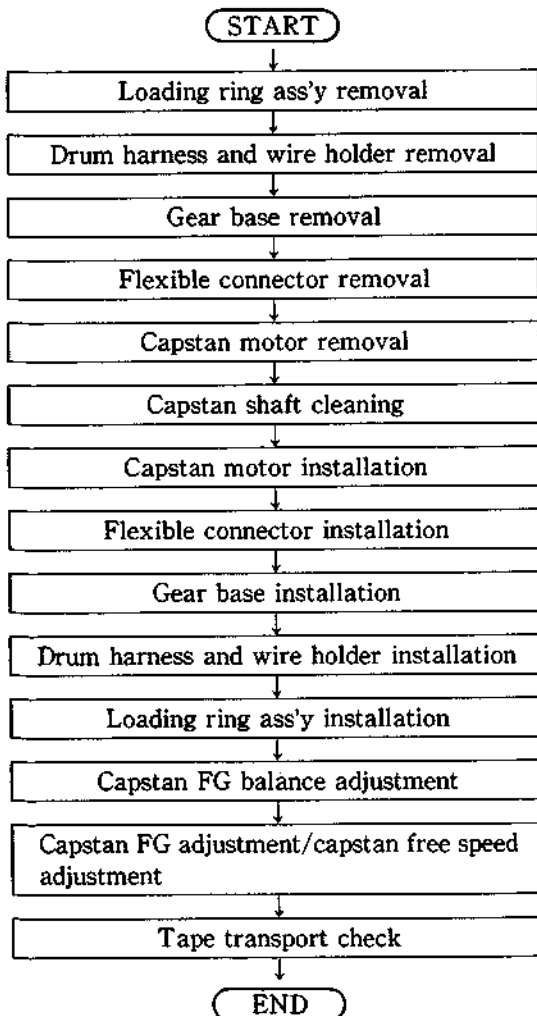 START
Loading ring ass'y removal
Drum harness and wire holder removal
Gear base removal
Flexible connector removal
Capstan motor removal
Capstan shaft cleaning
Capstan motor installation
Flexible connector installation
Gear base installation
Drum harness and wire holder installation
Loading ring ass'y installation
Capstan FG balance adjustment
Capstan FG adjustment/capstan free speed
adjustment
Tape transport check
END